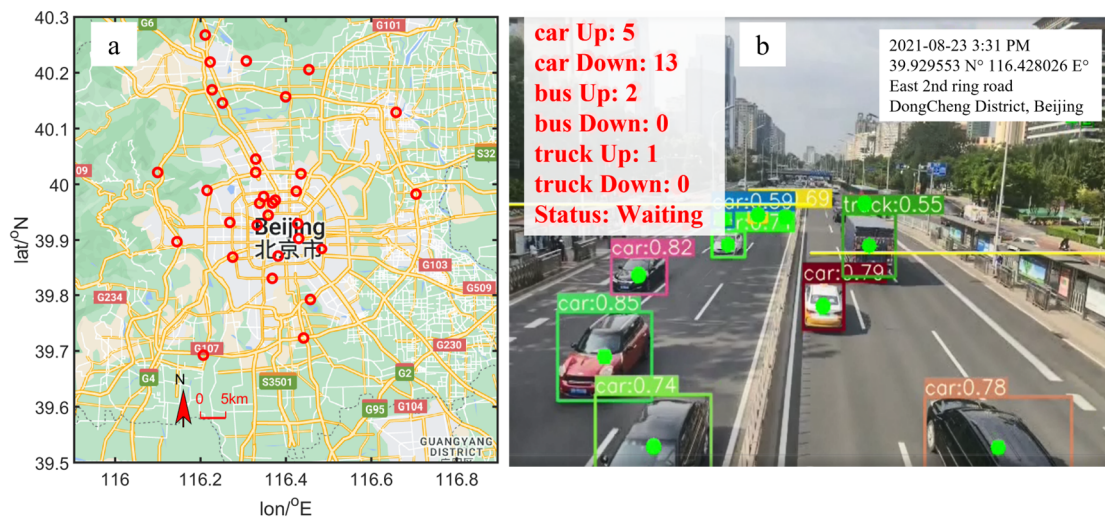 a
40.3
40.2
40.1
40
39.9
39.8
39.7
39.6
39.5
lat/°N
G6
G101
S32
09
Beijing
北京市
G103
G509
G234
G107
G230
G4
S3501
G2
G95
G104
GUANGYANG
DISTRICT
N
0 5km
116
116.2
116.4
116.6
116.8
lon/°E
b
car Up: 5
car Down: 13
bus Up: 2
bus Down: 0
truck Up: 1
truck Down: 0
Status: Waiting
2021-08-23 3:31 PM
39.929553 N° 116.428026 E°
East 2nd ring road
DongCheng District, Beijing
car:0.59
.69
truck:0.55
car:0.82
car:0.79
car:0.85
car:0.74
car:0.78